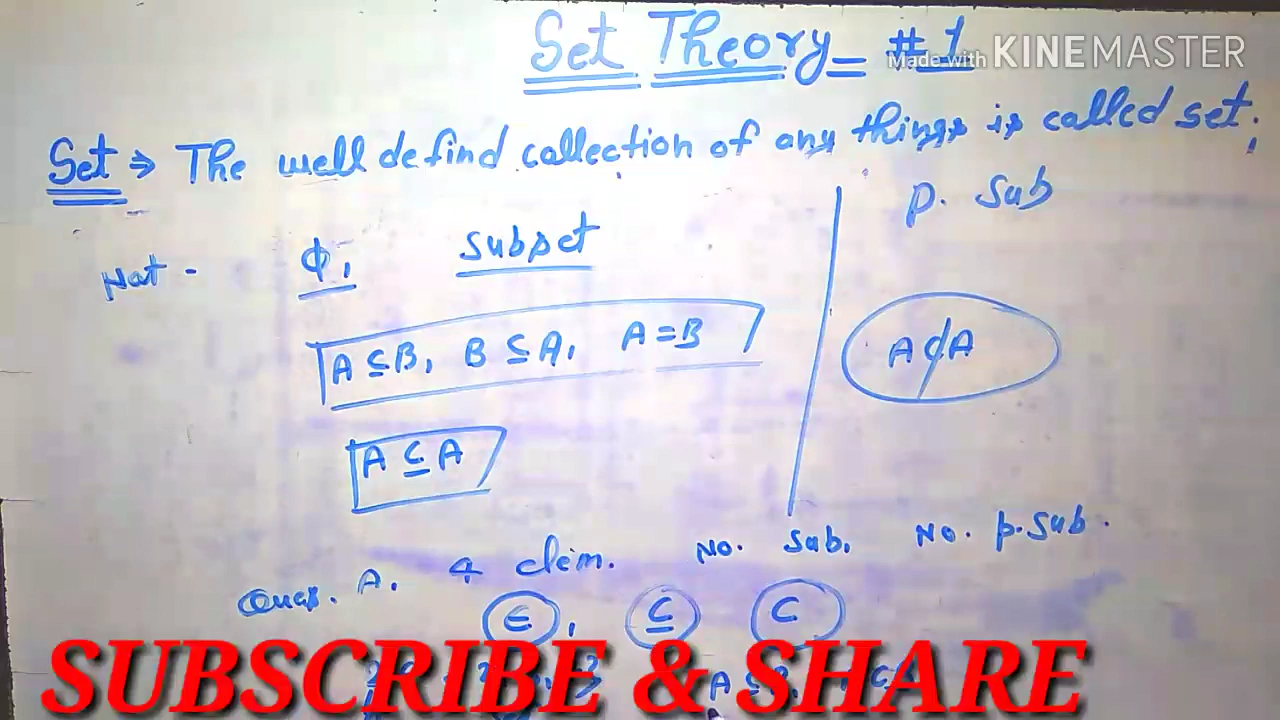 Set Theory = #1
Made with KINEMASTER
Set ⇒ The well defind collection of any things is called set.
p. sub
Not - φ, subset
A ⊆ B, B ⊆ A, A = B
A ⊄ A
A ⊆ A
Ques. A. 4 elem. No. sub. No. p.sub.
∈, ⊆ ⊂
SUBSCRIBE & SHARE